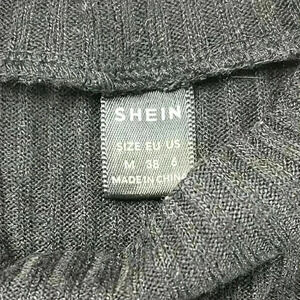 SHEIN
SIZE EU US
M 38 6
MADE IN CHINA